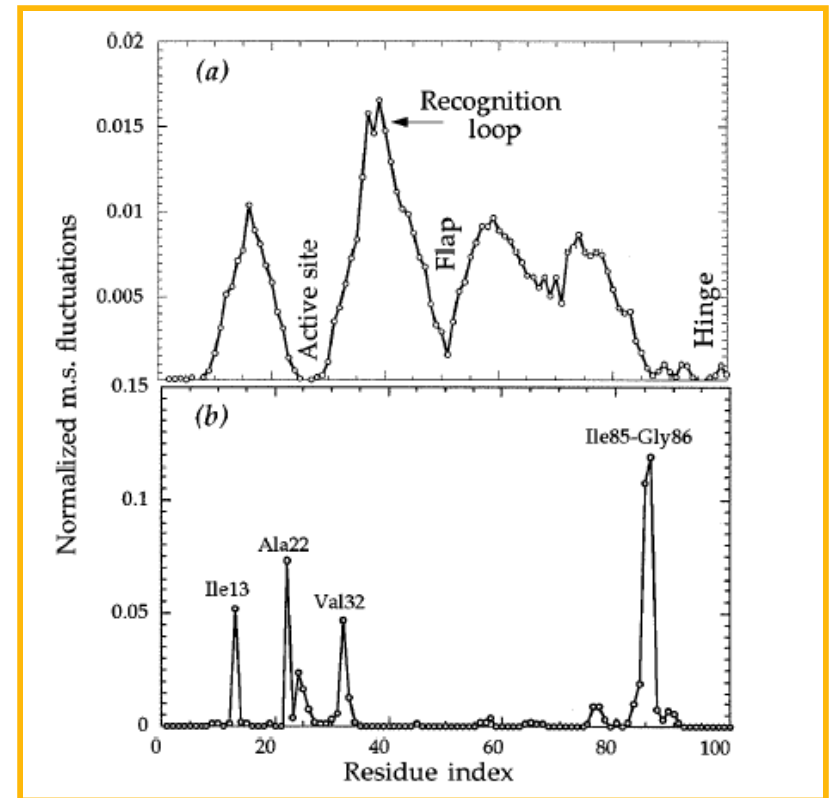 Normalized m.s. fluctuations
0.02
(a)
Recognition
loop
0.015
0.01
Active site
Flap
0.005
Hinge
0.15
(b)
Ile85-Gly86
0.1
Ala22
Ile13
Val32
0.05
0
0 20 40 60 80 100
Residue index